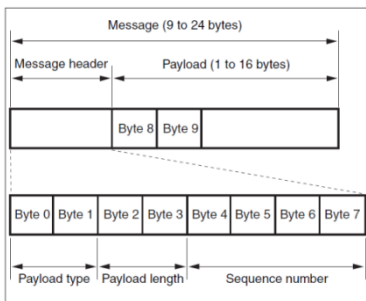 Message (9 to 24 bytes)
Message header Payload (1 to 16 bytes)
Byte 8 Byte 9
Byte 0 Byte 1 Byte 2 Byte 3 Byte 4 Byte 5 Byte 6 Byte 7
Payload type Payload length Sequence number